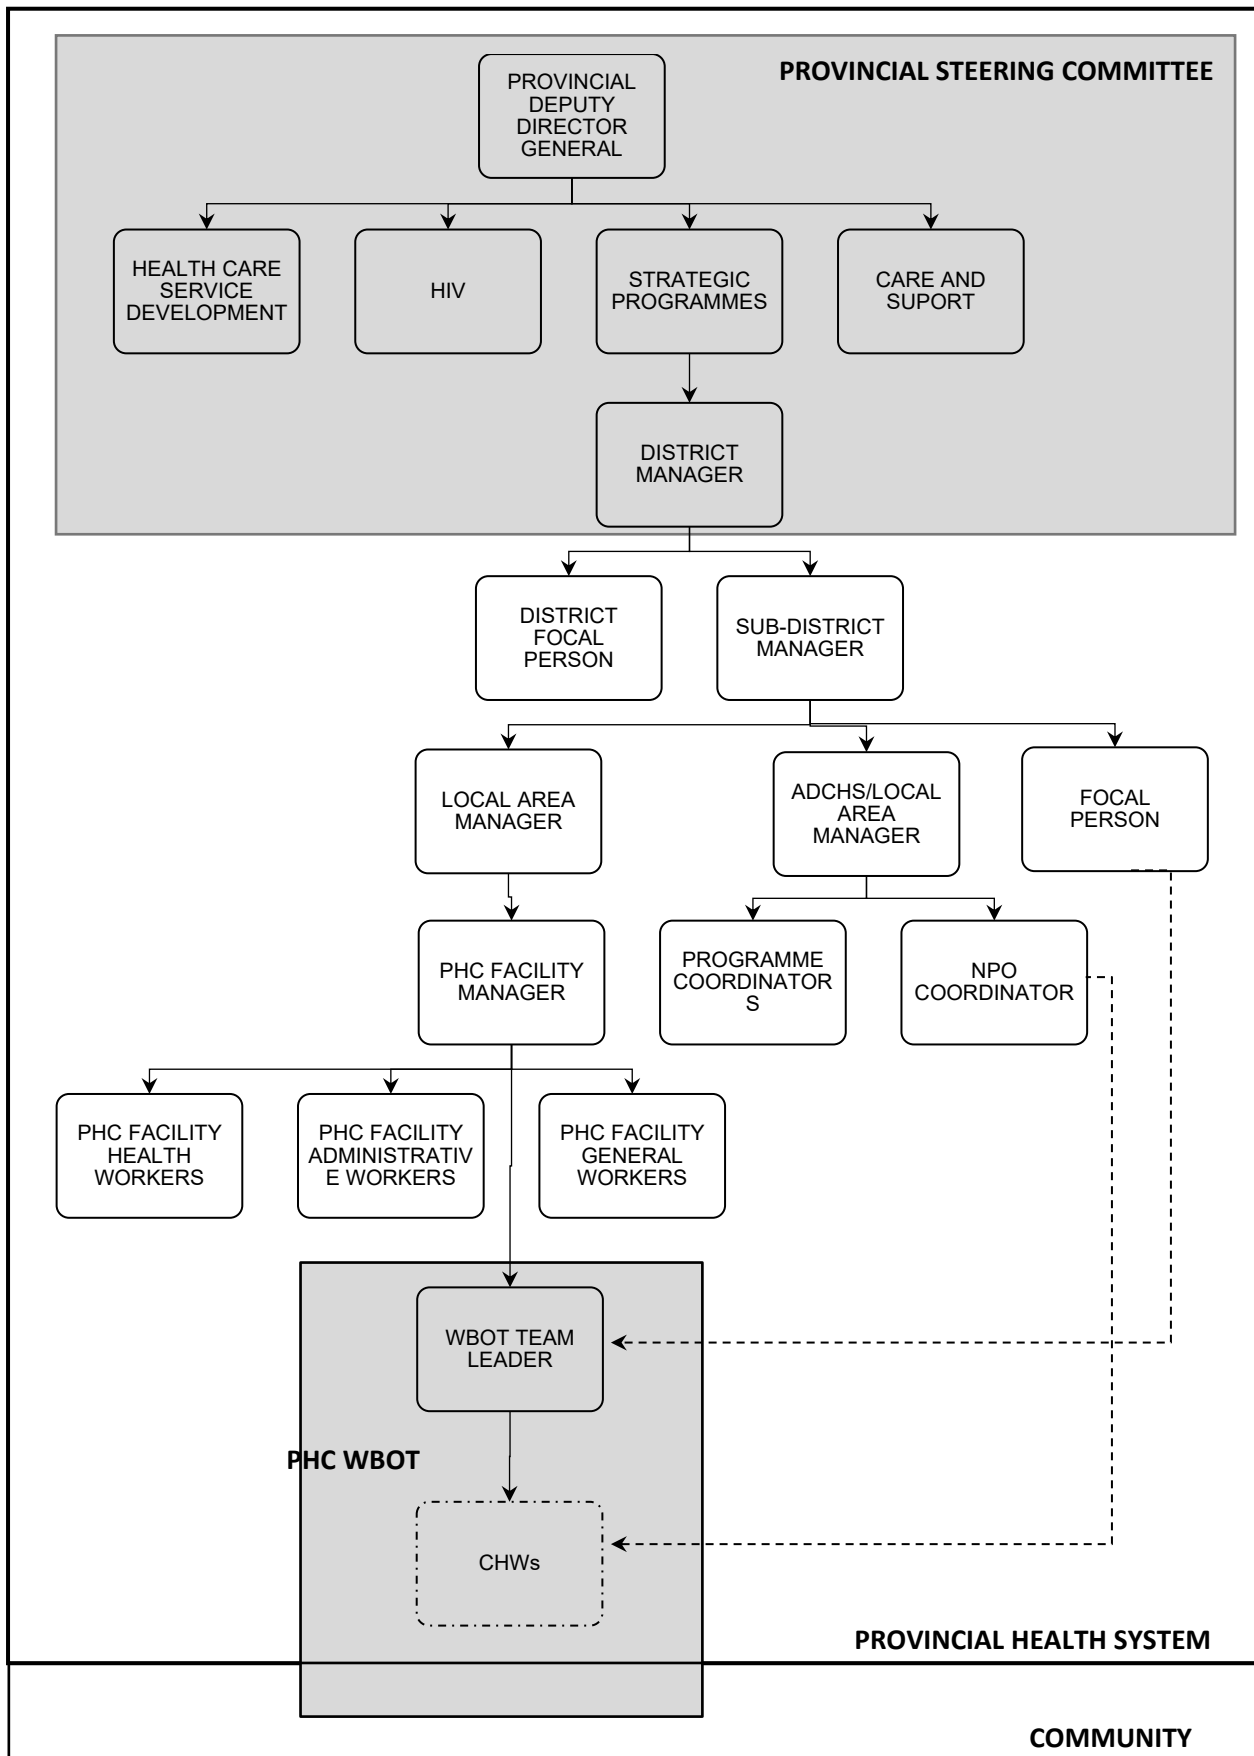 PROVINCIAL STEERING COMMITTEE
PROVINCIAL
DEPUTY
DIRECTOR
GENERAL
HEALTH CARE
SERVICE
DEVELOPMENT
HIV
STRATEGIC
PROGRAMMES
CARE AND
SUPORT
DISTRICT
MANAGER
DISTRICT
FOCAL
PERSON
SUB-DISTRICT
MANAGER
LOCAL AREA
MANAGER
ADCHS/LOCAL
AREA
MANAGER
FOCAL
PERSON
PHC FACILITY
MANAGER
PROGRAMME
COORDINATOR
S
NPO
COORDINATOR
PHC FACILITY
HEALTH
WORKERS
PHC FACILITY
ADMINISTRATIV
E WORKERS
PHC FACILITY
GENERAL
WORKERS
WBOT TEAM
LEADER
PHC WBOT
CHWs
PROVINCIAL HEALTH SYSTEM
COMMUNITY